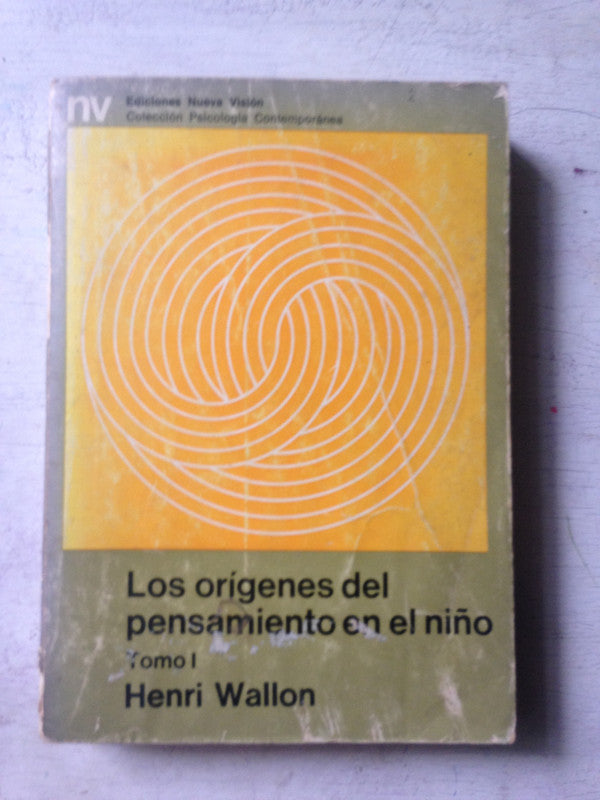 nv
Ediciones Nueva Visión
Colección Psicología Contemporánea
Los orígenes del
pensamiento en el niño
Tomo I
Henri Wallon